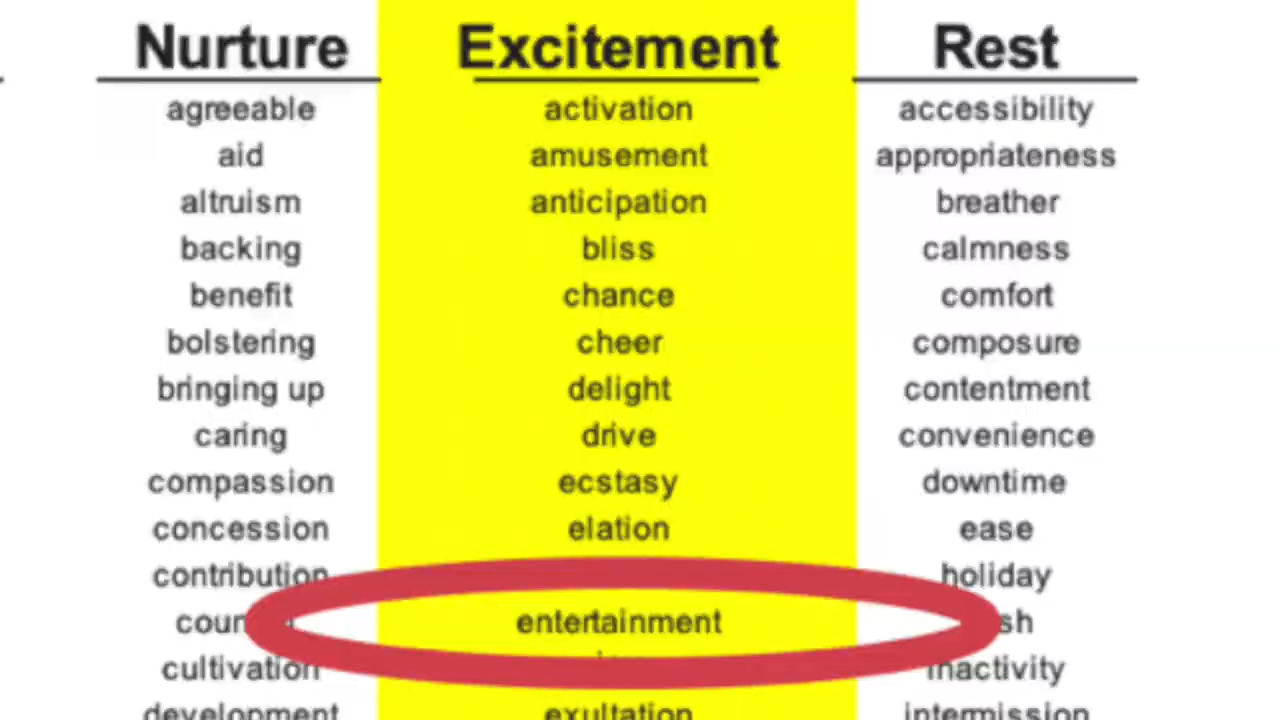 Nurture Excitement Rest
agreeable activation accessibility
aid amusement appropriateness
altruism anticipation breather
backing bliss calmness
benefit chance comfort
bolstering cheer composure
bringing up delight contentment
caring drive convenience
compassion ecstasy downtime
concession elation ease
contribution holiday
entertainment
cultivation inactivity
development exultation intermission